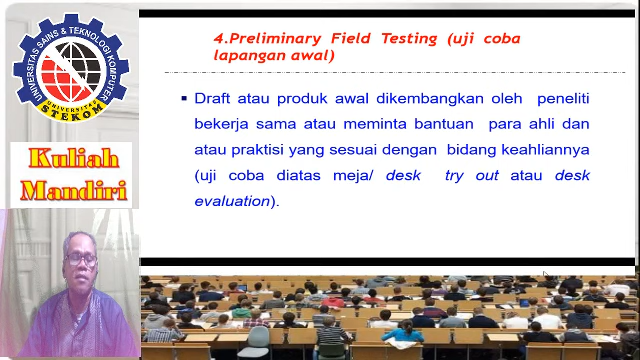 UNIVERSITAS SAINS & TEKNOLOGI KOMPUTER
UNIVERSITAS
STEKOM
Kuliah
Mandiri
4.Preliminary Field Testing (uji coba
lapangan awal)
▪ Draft atau produk awal dikembangkan oleh peneliti
bekerja sama atau meminta bantuan para ahli dan
atau praktisi yang sesuai dengan bidang keahliannya
(uji coba diatas meja/ desk try out atau desk
evaluation).